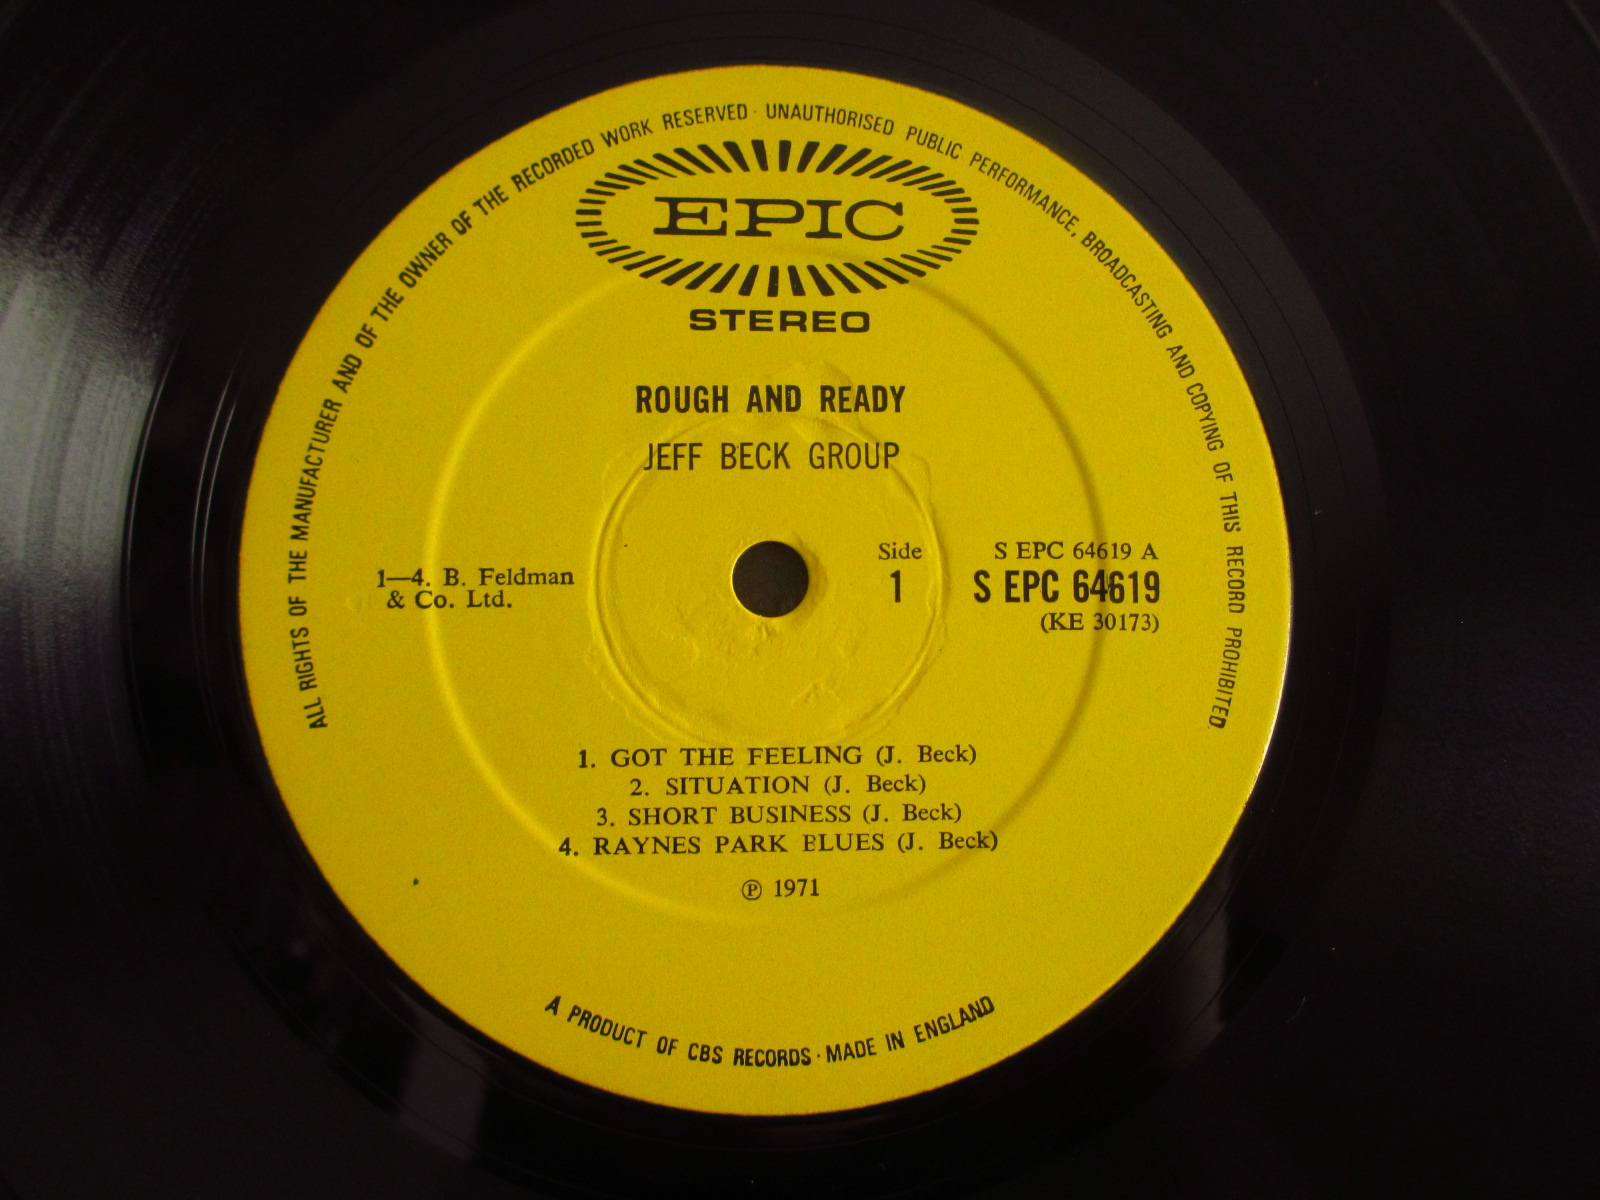 ALL RIGHTS OF THE MANUFACTURER AND OF THE OWNER OF THE RECORDED WORK RESERVED · UNAUTHORISED PUBLIC PERFORMANCE, BROADCASTING AND COPYING OF THIS RECORD PROHIBITED
EPIC
STEREO
ROUGH AND READY
JEFF BECK GROUP
1—4. B. Feldman
& Co. Ltd.
Side
1
S EPC 64619 A
S EPC 64619
(KE 30173)
1. GOT THE FEELING (J. Beck)
2. SITUATION (J. Beck)
3. SHORT BUSINESS (J. Beck)
4. RAYNES PARK BLUES (J. Beck)
℗ 1971
A PRODUCT OF CBS RECORDS · MADE IN ENGLAND